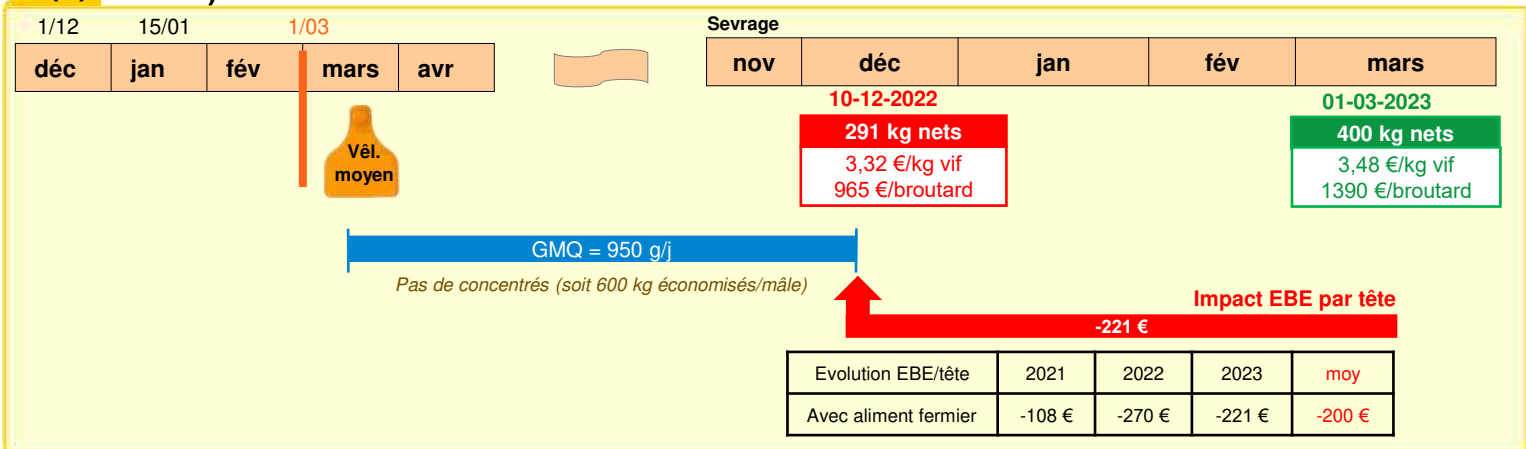 1/12 15/01 1/03 Sevrage
déc jan fév mars avr nov déc jan fév mars
10-12-2022 01-03-2023
291 kg nets 400 kg nets
3,32 €/kg vif 3,48 €/kg vif
965 €/broutard 1390 €/broutard
Vêl.
moyen
GMQ = 950 g/j
Pas de concentrés (soit 600 kg économisés/mâle)
Impact EBE par tête
-221 €
Evolution EBE/tête 2021 2022 2023 moy
Avec aliment fermier -108 € -270 € -221 € -200 €